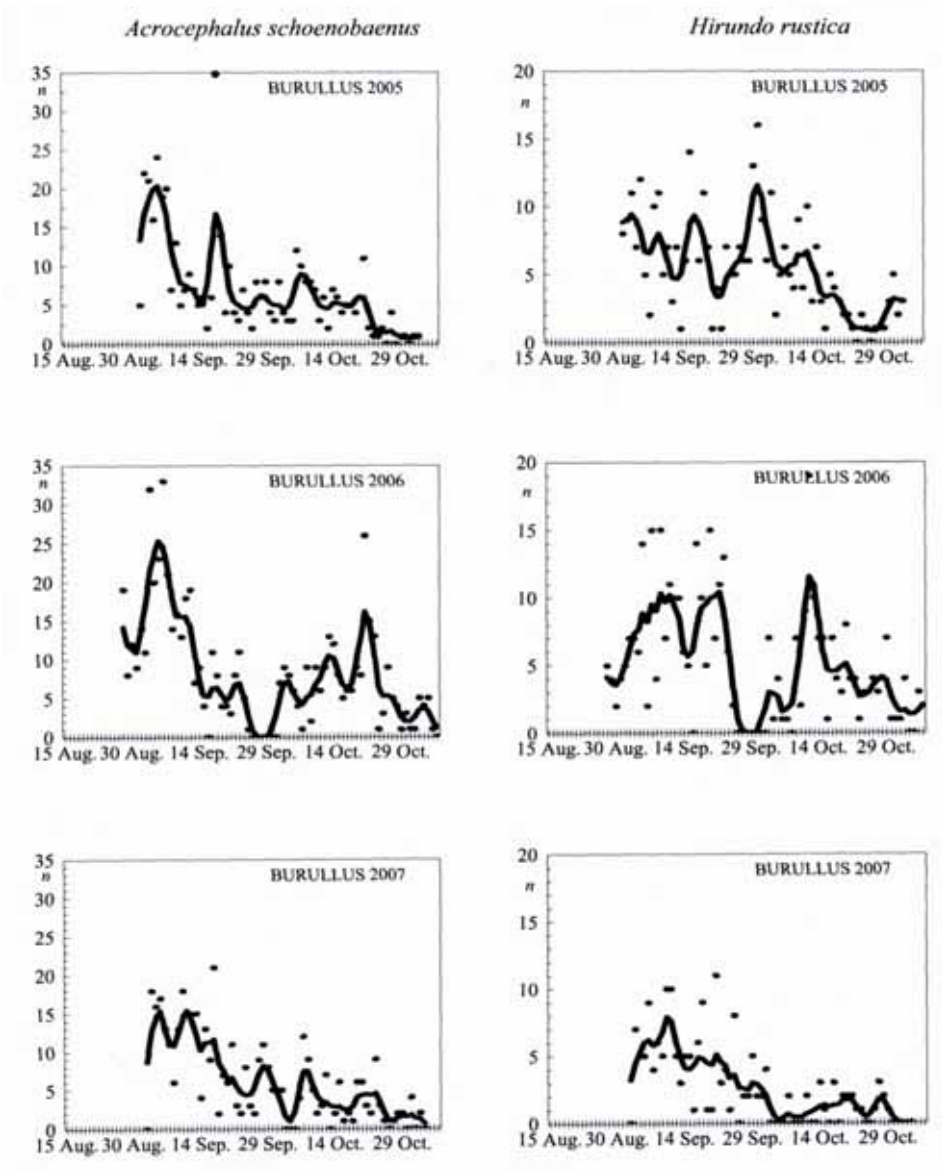 Acrocephalus schoenobaenus
Hirundo rustica
35
n
BURULLUS 2005
30
25
20
15
10
5
0
15 Aug. 30 Aug. 14 Sep. 29 Sep. 14 Oct. 29 Oct.
20
n
BURULLUS 2005
15
10
5
0
15 Aug. 30 Aug. 14 Sep. 29 Sep. 14 Oct. 29 Oct.
35
n
BURULLUS 2006
30
25
20
15
10
5
0
15 Aug. 30 Aug. 14 Sep. 29 Sep. 14 Oct. 29 Oct.
20
n
BURULLUS 2006
15
10
5
0
15 Aug. 30 Aug. 14 Sep. 29 Sep. 14 Oct. 29 Oct.
35
n
BURULLUS 2007
30
25
20
15
10
5
0
15 Aug. 30 Aug. 14 Sep. 29 Sep. 14 Oct. 29 Oct.
20
n
BURULLUS 2007
15
10
5
0
15 Aug. 30 Aug. 14 Sep. 29 Sep. 14 Oct. 29 Oct.